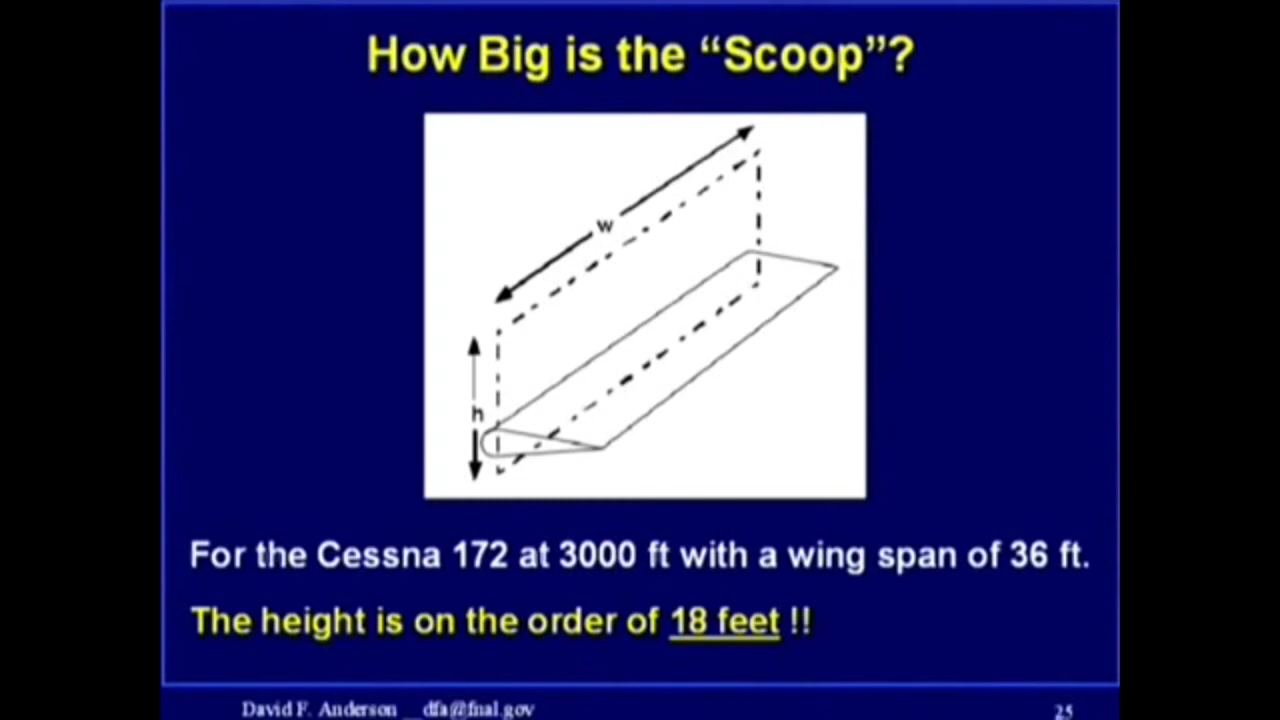 How Big is the “Scoop”?
w
h
For the Cessna 172 at 3000 ft with a wing span of 36 ft.
The height is on the order of 18 feet !!
David F. Anderson __dfa@fnal.gov
25